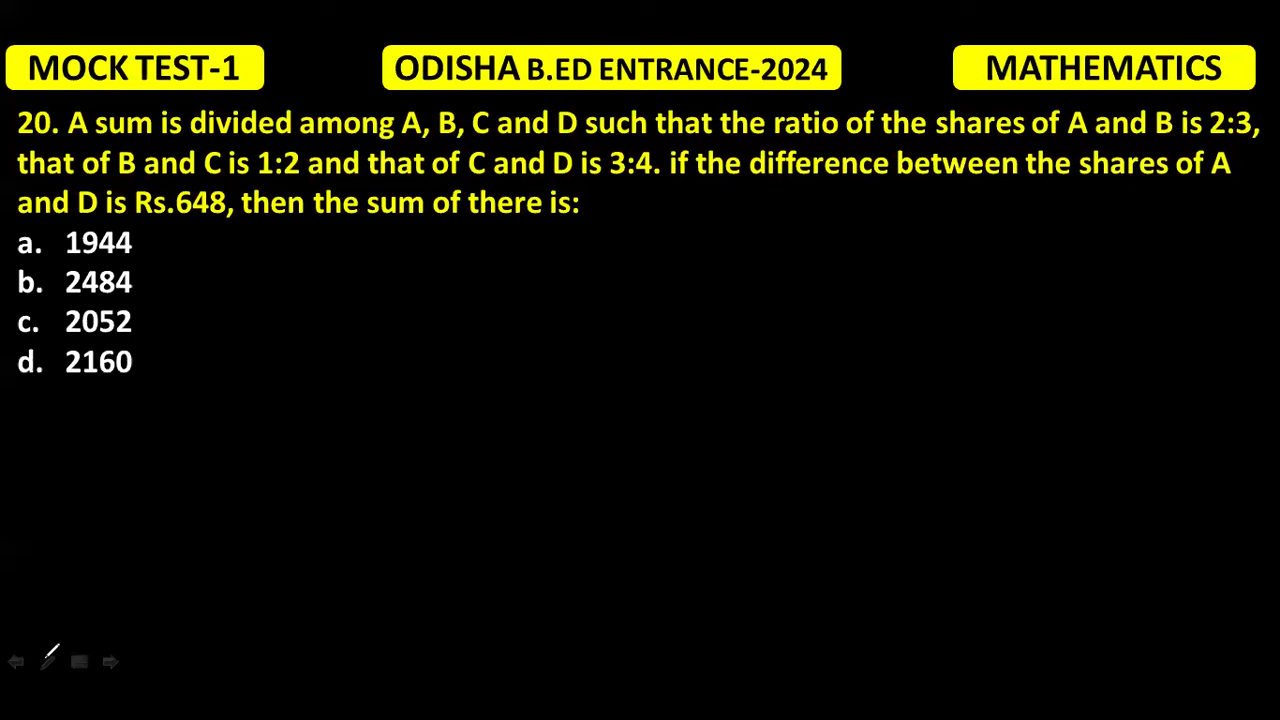 MOCK TEST-1
ODISHA B.ED ENTRANCE-2024
MATHEMATICS
20. A sum is divided among A, B, C and D such that the ratio of the shares of A and B is 2:3,
that of B and C is 1:2 and that of C and D is 3:4. if the difference between the shares of A
and D is Rs.648, then the sum of there is:
a. 1944
b. 2484
c. 2052
d. 2160